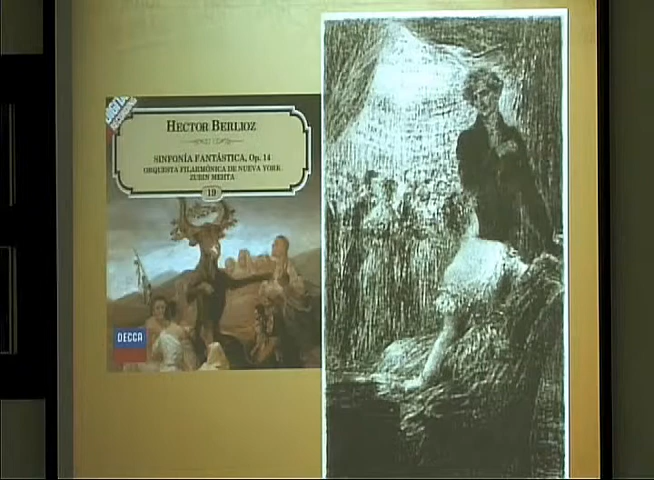 HECTOR BERLIOZ
SINFONÍA FANTÁSTICA, Op. 14
ORQUESTA FILARMÓNICA DE NUEVA YORK
ZUBIN MEHTA
19
DECCA